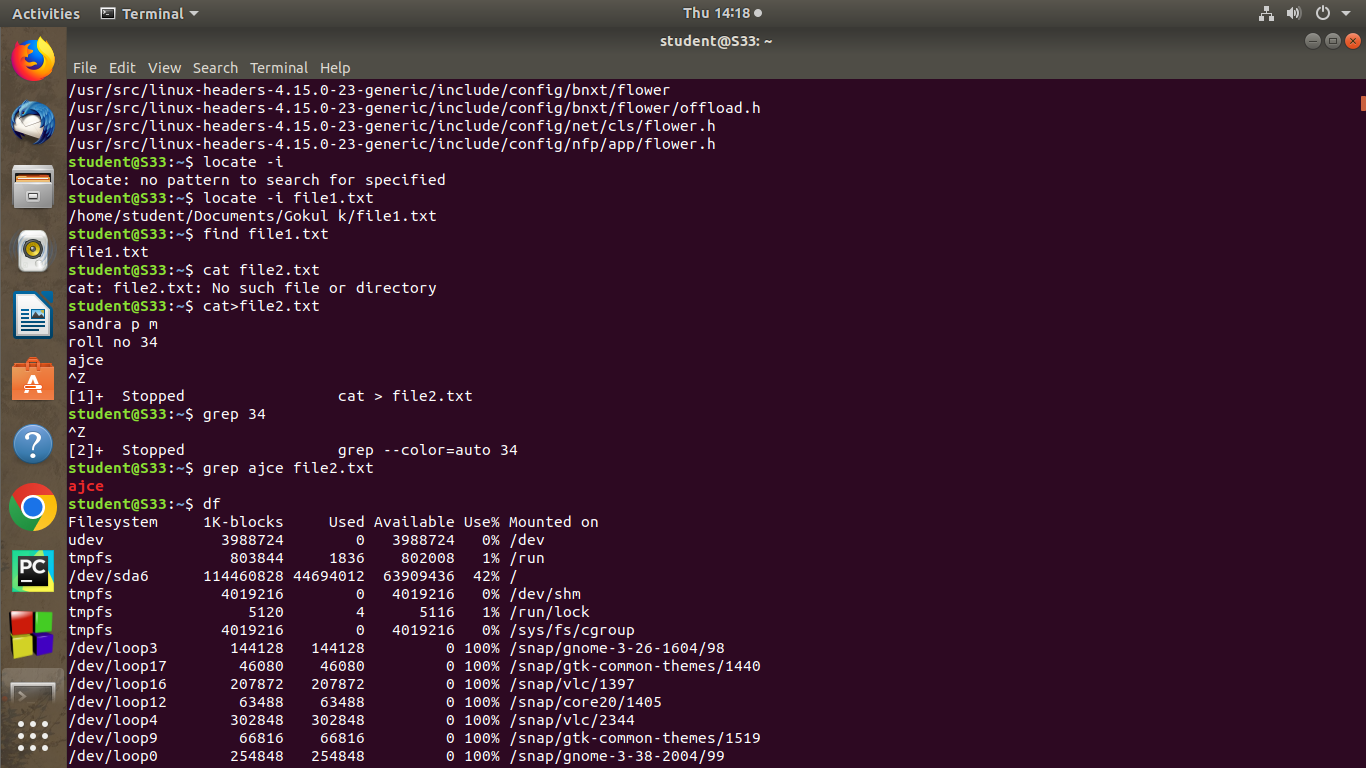 Activities Terminal Thu 14:18
student@S33: ~
File Edit View Search Terminal Help
/usr/src/linux-headers-4.15.0-23-generic/include/config/bnxt/flower
/usr/src/linux-headers-4.15.0-23-generic/include/config/bnxt/flower/offload.h
/usr/src/linux-headers-4.15.0-23-generic/include/config/net/cls/flower.h
/usr/src/linux-headers-4.15.0-23-generic/include/config/nfp/app/flower.h
student@S33:~$ locate -i
locate: no pattern to search for specified
student@S33:~$ locate -i file1.txt
/home/student/Documents/Gokul k/file1.txt
student@S33:~$ find file1.txt
file1.txt
student@S33:~$ cat file2.txt
cat: file2.txt: No such file or directory
student@S33:~$ cat>file2.txt
sandra p m
roll no 34
ajce
^Z
[1]+  Stopped                 cat > file2.txt
student@S33:~$ grep 34
^Z
[2]+  Stopped                 grep --color=auto 34
student@S33:~$ grep ajce file2.txt
ajce
student@S33:~$ df
Filesystem     1K-blocks     Used Available Use% Mounted on
udev             3988724        0   3988724   0% /dev
tmpfs             803844     1836    802008   1% /run
/dev/sda6      114460828 44694012  63909436  42% /
tmpfs            4019216        0   4019216   0% /dev/shm
tmpfs               5120        4      5116   1% /run/lock
tmpfs            4019216        0   4019216   0% /sys/fs/cgroup
/dev/loop3        144128   144128         0 100% /snap/gnome-3-26-1604/98
/dev/loop17        46080    46080         0 100% /snap/gtk-common-themes/1440
/dev/loop16       207872   207872         0 100% /snap/vlc/1397
/dev/loop12        63488    63488         0 100% /snap/core20/1405
/dev/loop4        302848   302848         0 100% /snap/vlc/2344
/dev/loop9         66816    66816         0 100% /snap/gtk-common-themes/1519
/dev/loop0        254848   254848         0 100% /snap/gnome-3-38-2004/99
A
?
PC